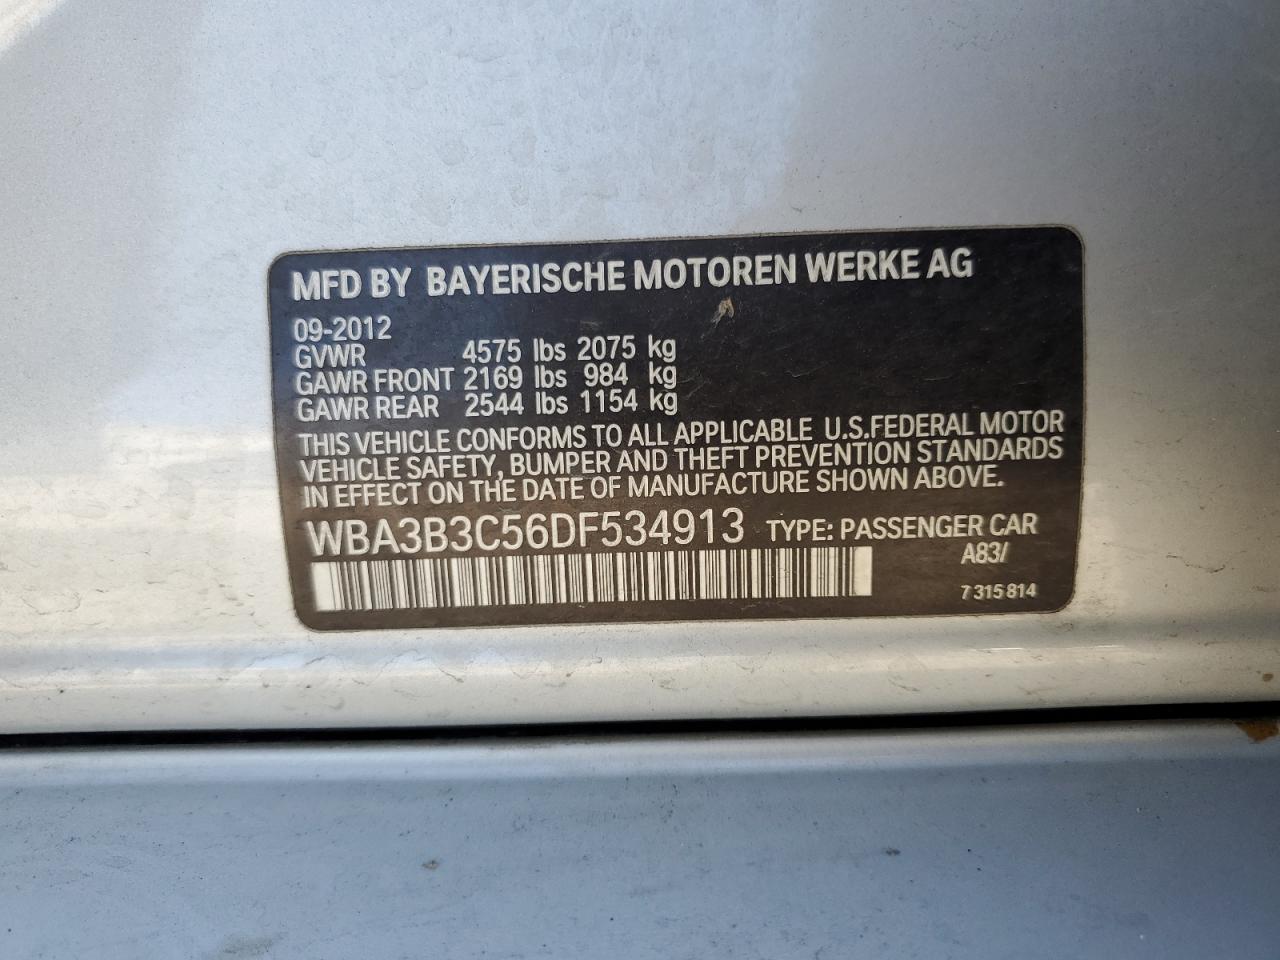 MFD BY BAYERISCHE MOTOREN WERKE AG
09-2012
GVWR 4575 lbs 2075 kg
GAWR FRONT 2169 lbs 984 kg
GAWR REAR 2544 lbs 1154 kg
THIS VEHICLE CONFORMS TO ALL APPLICABLE U.S.FEDERAL MOTOR
VEHICLE SAFETY, BUMPER AND THEFT PREVENTION STANDARDS
IN EFFECT ON THE DATE OF MANUFACTURE SHOWN ABOVE.
WBA3B3C56DF534913 TYPE: PASSENGER CAR
A83/
7 315 814